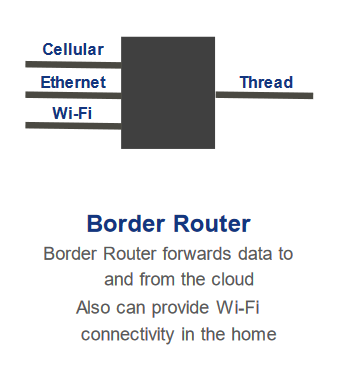 Cellular
Ethernet
Thread
Wi-Fi
Border Router
Border Router forwards data to
and from the cloud
Also can provide Wi-Fi
connectivity in the home